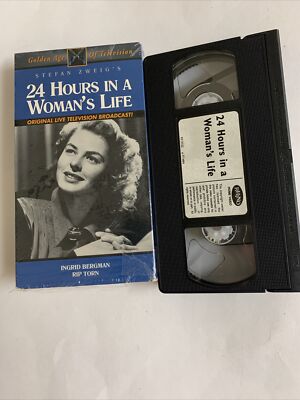 Golden Age Of Television
STEFAN ZWEIG'S
24 HOURS IN A
WOMAN'S LIFE
ORIGINAL LIVE TELEVISION BROADCAST!
INGRID BERGMAN
RIP TORN
24 Hours in a
Woman's Life